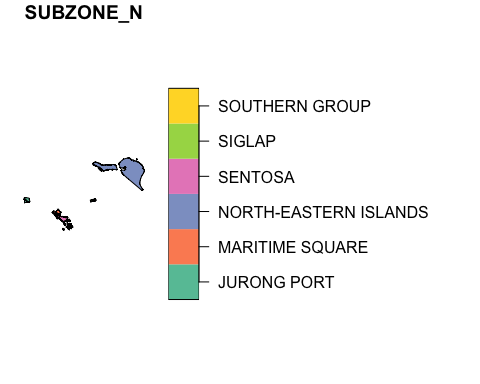 SUBZONE_N
SOUTHERN GROUP
SIGLAP
SENTOSA
NORTH-EASTERN ISLANDS
MARITIME SQUARE
JURONG PORT